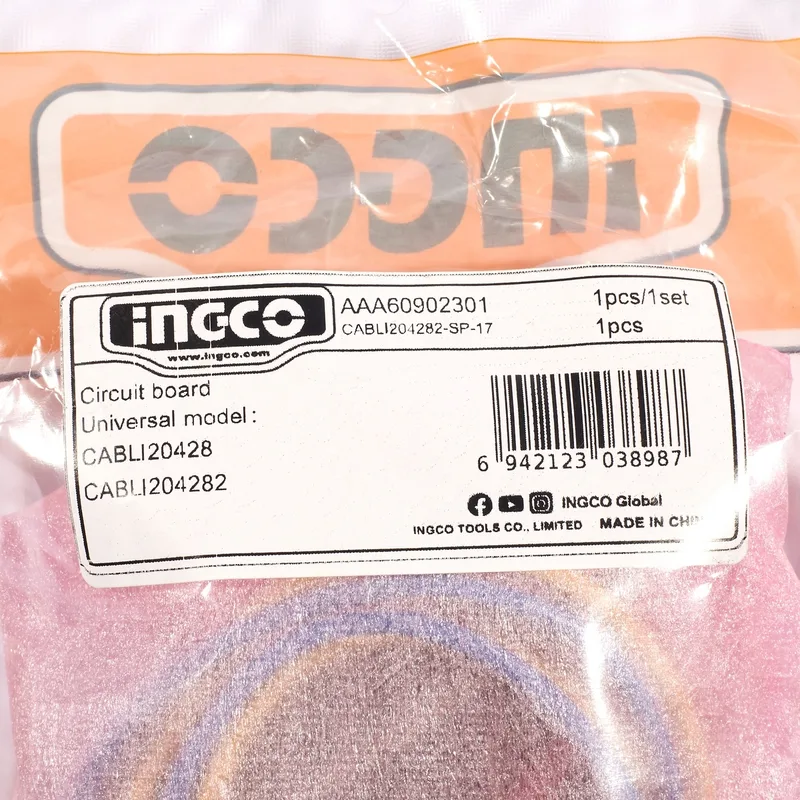 INGCO
INGCO
www.ingco.com
AAA60902301
1pcs/1set
CABLI204282-SP-17
1pcs
Circuit board
Universal model:
CABLI20428
CABLI204282
6 942123 038987
INGCO Global
INGCO TOOLS CO., LIMITED MADE IN